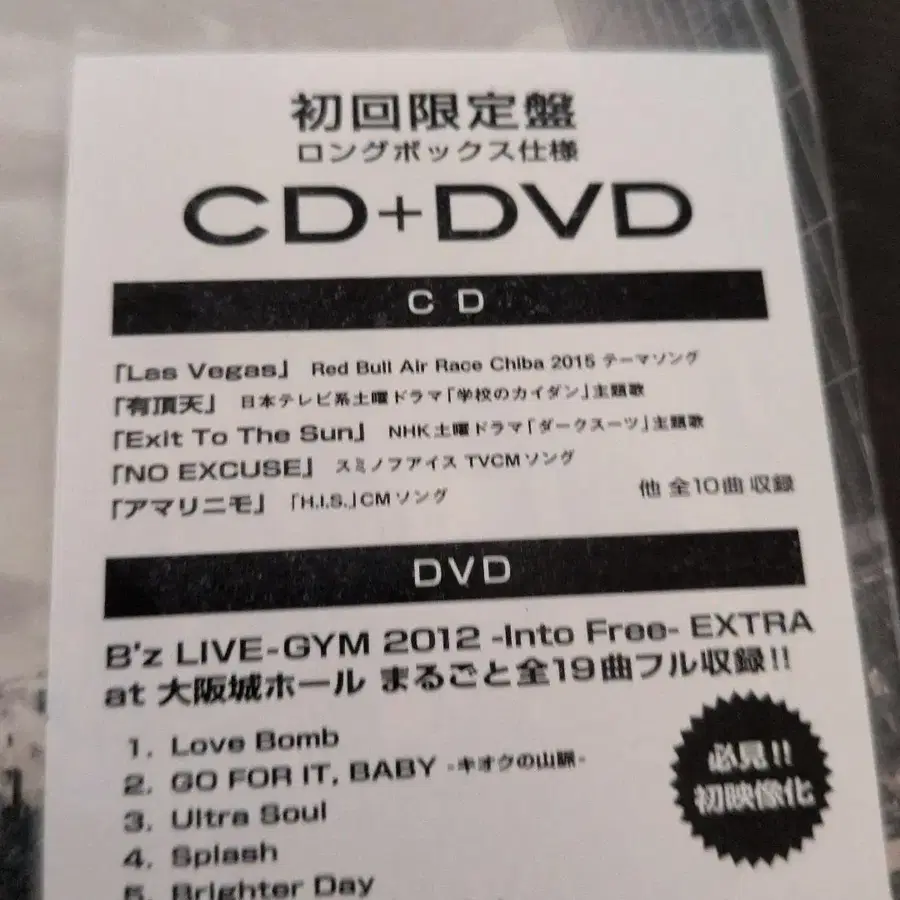 初回限定盤
ロングボックス仕様
CD+DVD
CD
「Las Vegas」 Red Bull Air Race Chiba 2015 テーマソング
「有頂天」 日本テレビ系土曜ドラマ「学校のカイダン」主題歌
「Exit To The Sun」 NHK土曜ドラマ「ダークスーツ」主題歌
「NO EXCUSE」 スミノフアイス TVCMソング
「アマリニモ」 「H.I.S.」CMソング
他 全10曲 収録
DVD
B'z LIVE-GYM 2012 -Into Free- EXTRA
at 大阪城ホール まるごと全19曲フル収録!!
1. Love Bomb
2. GO FOR IT, BABY -キオクの山脈-
3. Ultra Soul
4. Splash
5. Brighter Day
必見!!
初映像化